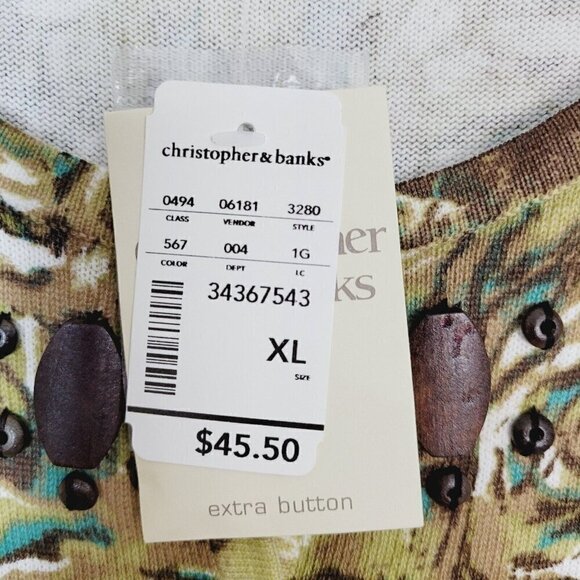 christopher&banks®
0494 06181 3280
CLASS VENDOR STYLE
567 004 1G
COLOR DEPT LC
34367543
XL
SIZE
$45.50
extra button